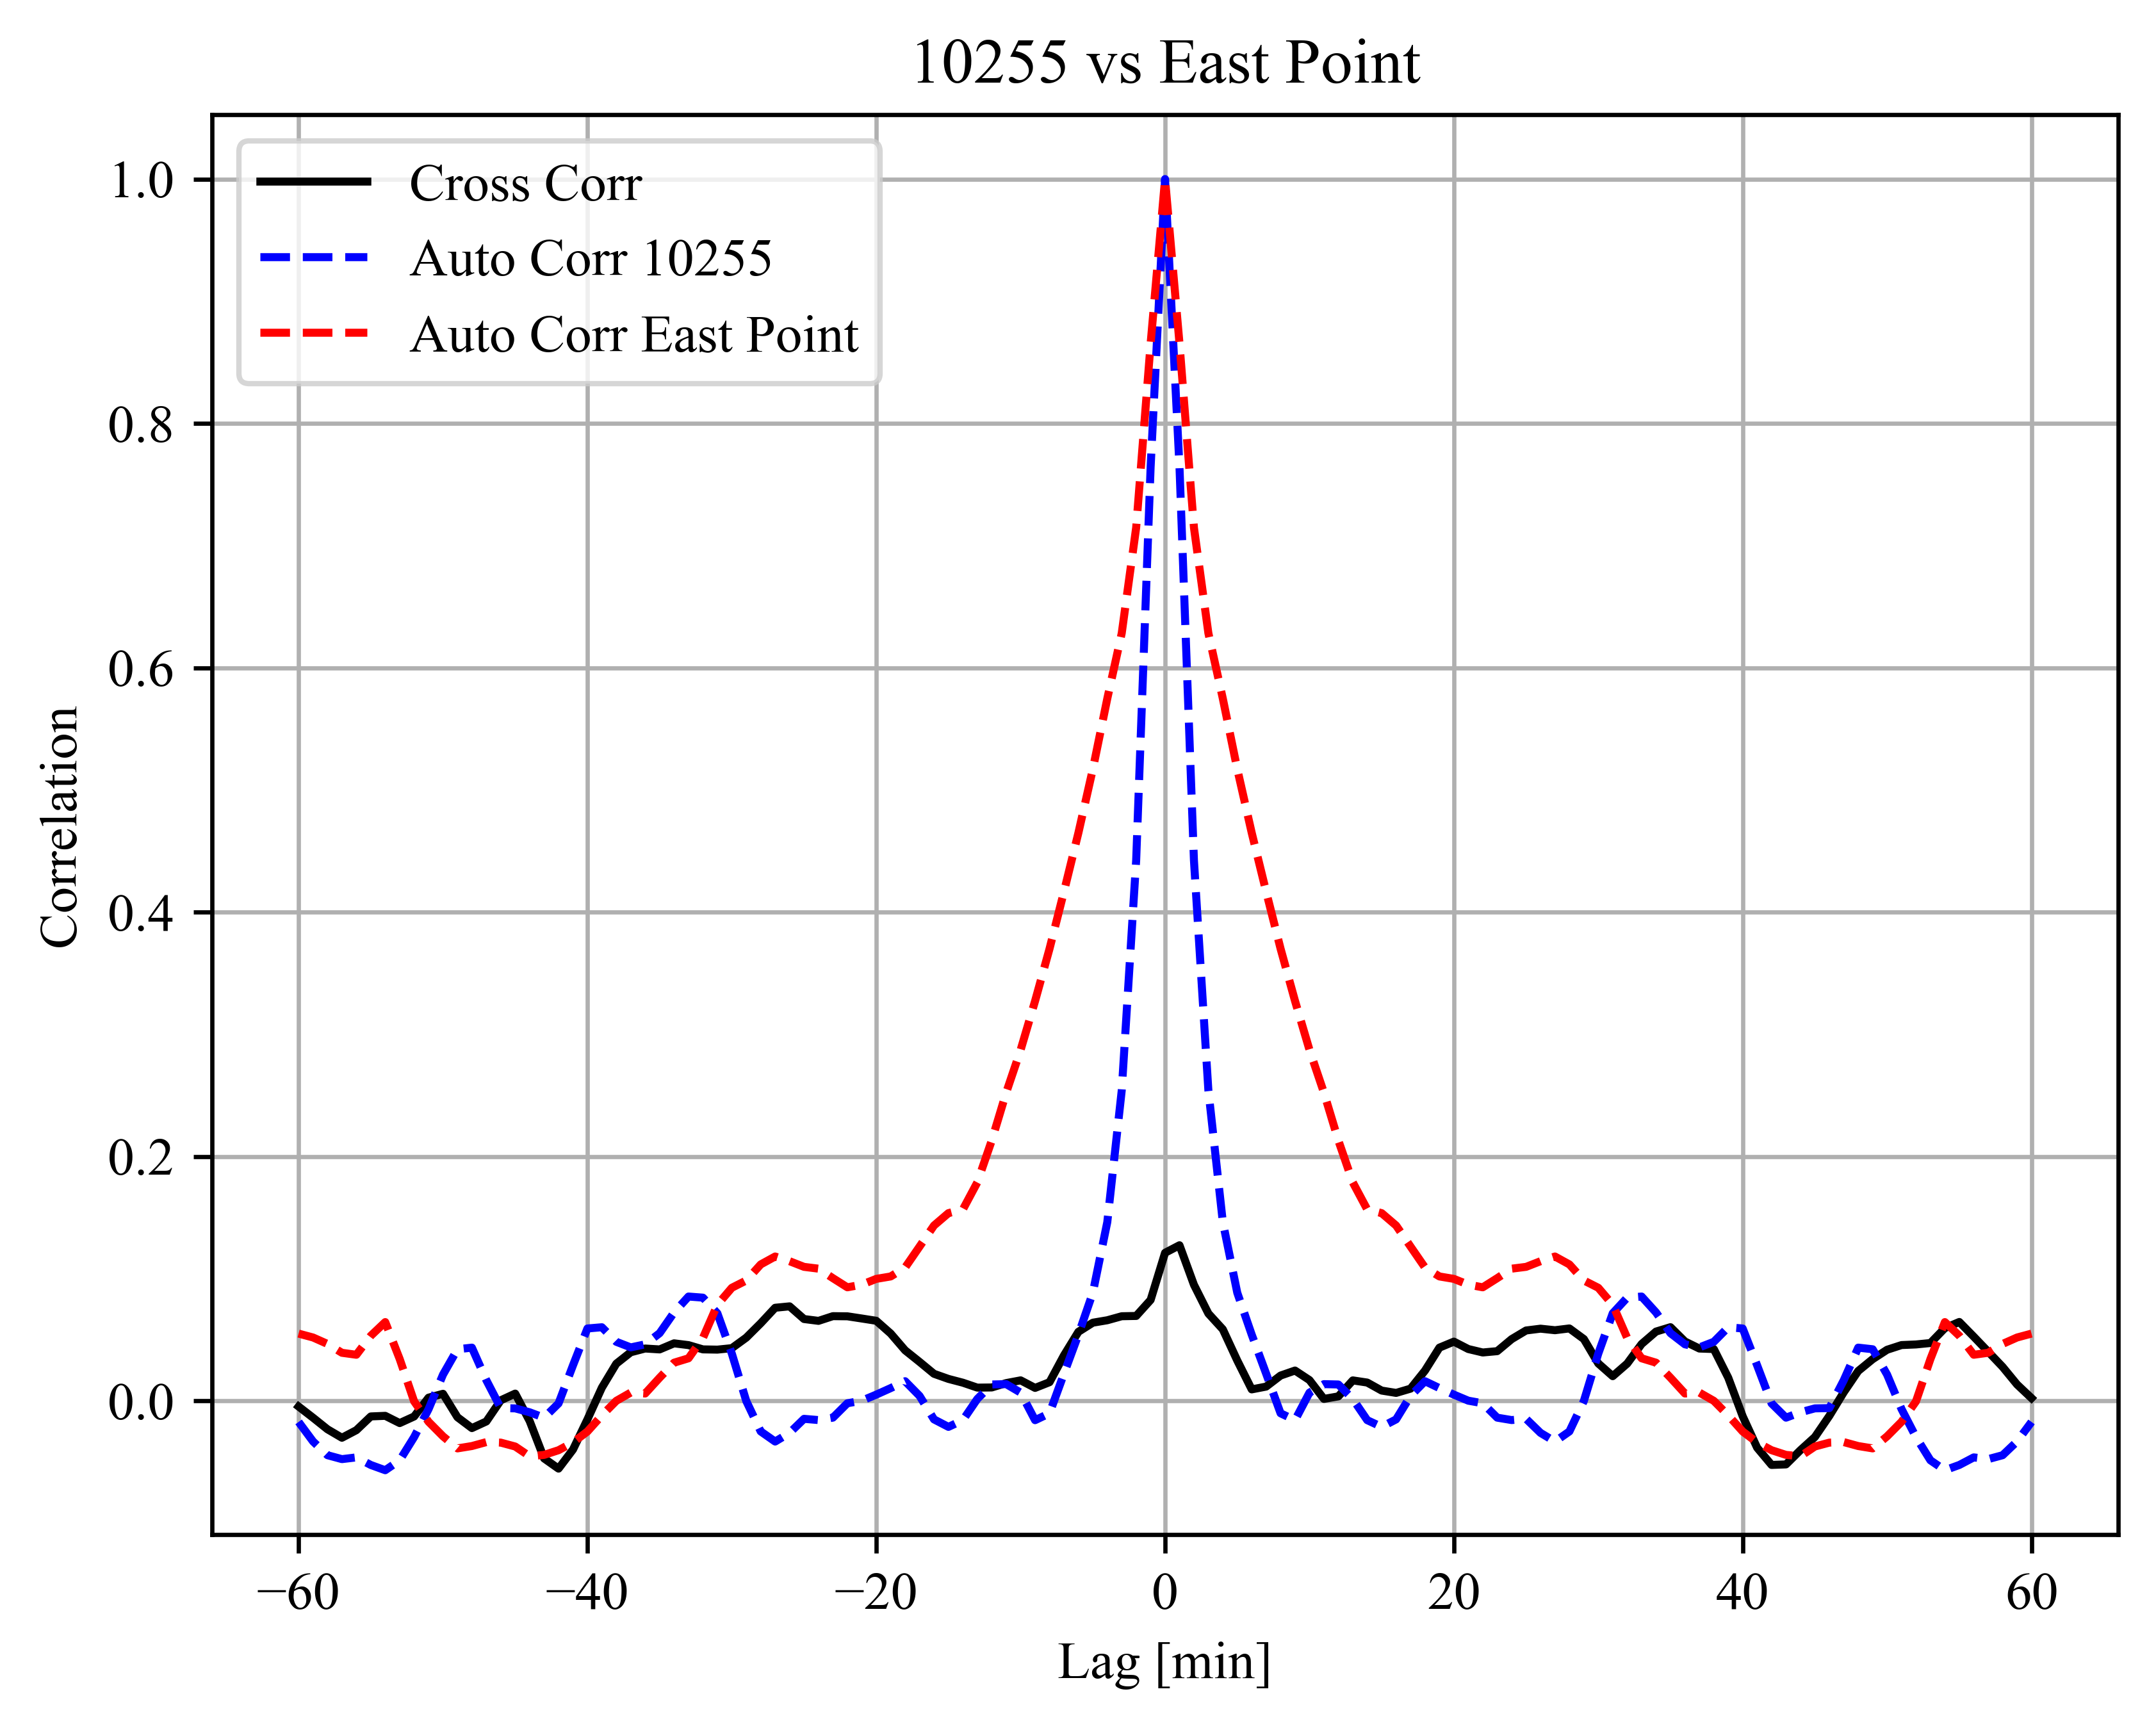 10255 vs East Point
Cross Corr
Auto Corr 10255
Auto Corr East Point
1.0
0.8
0.6
0.4
0.2
0.0
Correlation
−60 −40 −20 0 20 40 60
Lag [min]